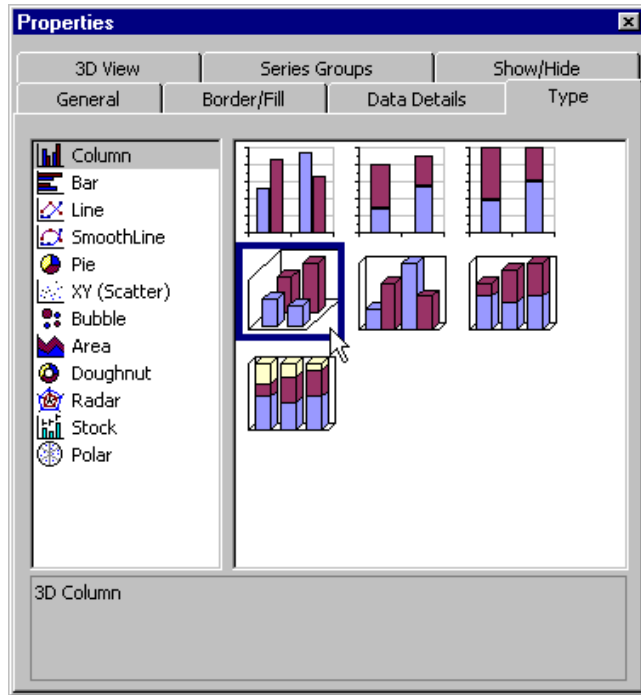 Properties
3D View Series Groups Show/Hide
General Border/Fill Data Details Type
Column
Bar
Line
SmoothLine
Pie
XY (Scatter)
Bubble
Area
Doughnut
Radar
Stock
Polar
3D Column